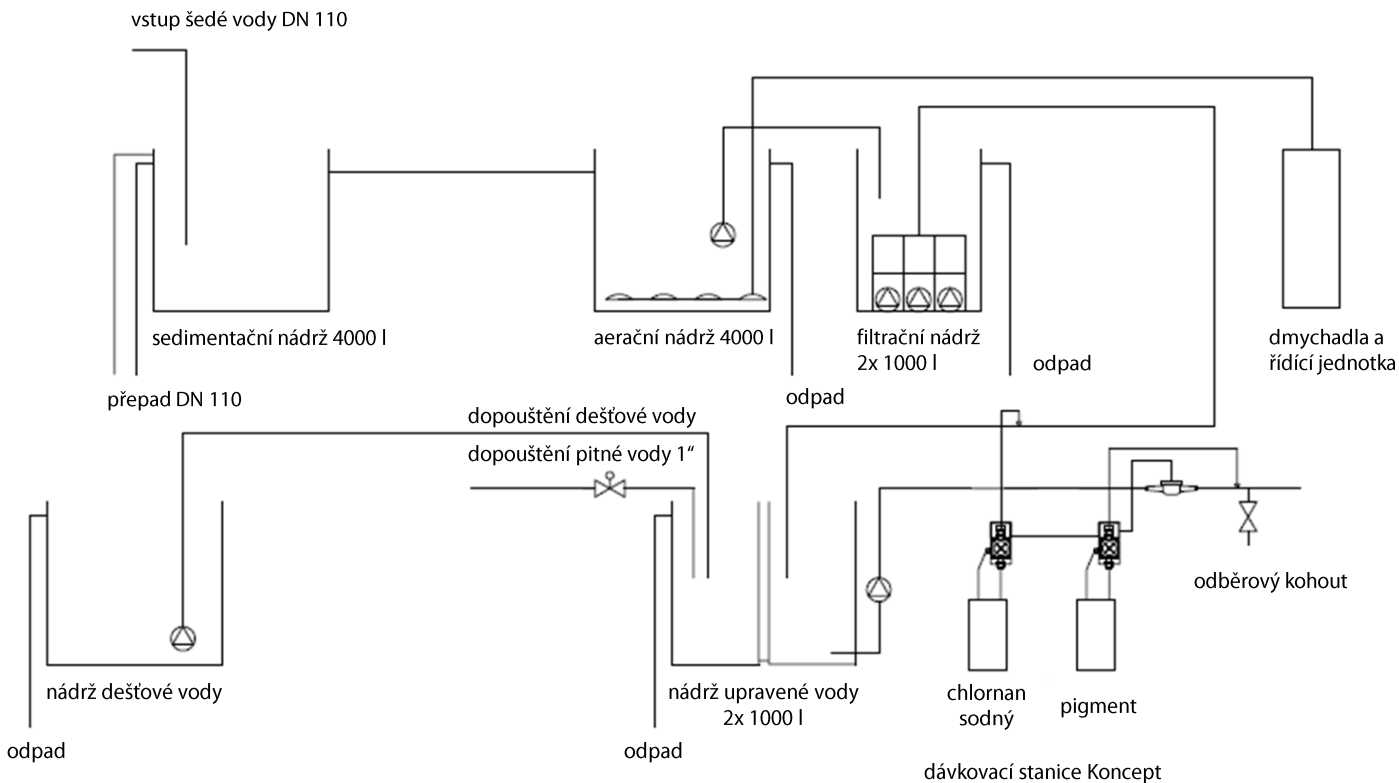 vstup šedé vody DN 110
sedimentační nádrž 4000 l
aerační nádrž 4000 l
filtrační nádrž
2x 1000 l
dmychadla a
řídící jednotka
odpad
přepad DN 110
odpad
dopouštění dešťové vody
dopouštění pitné vody 1“
odběrový kohout
nádrž dešťové vody
nádrž upravené vody
2x 1000 l
chlornan
sodný
pigment
odpad
odpad
dávkovací stanice Koncept